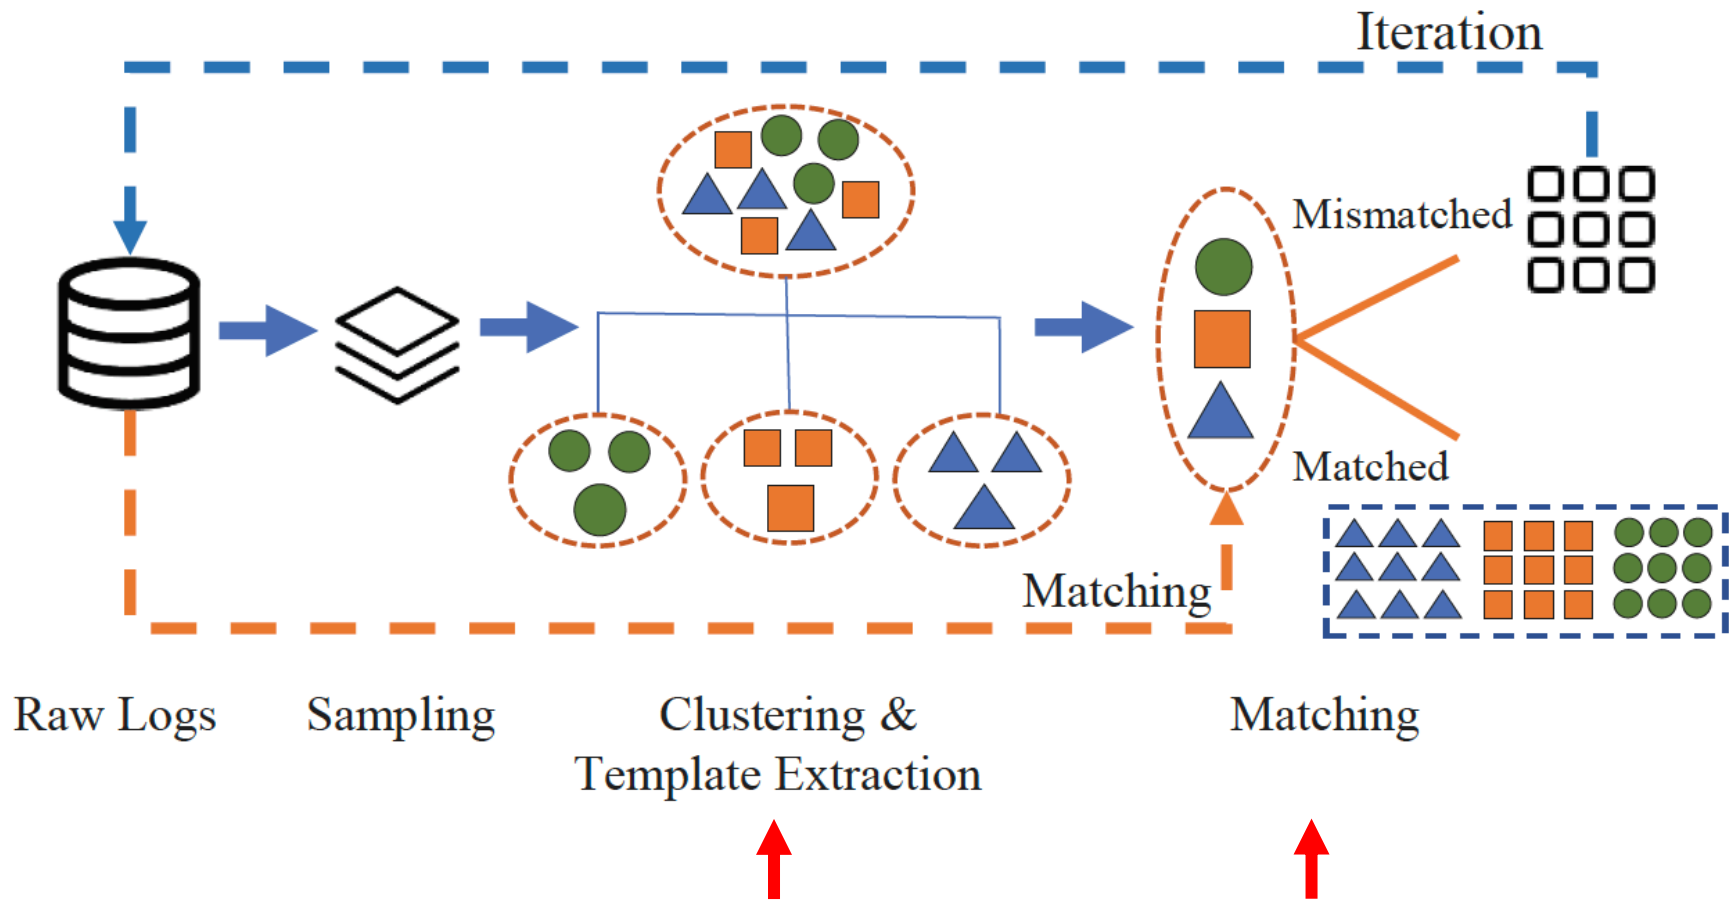 Iteration
Mismatched
Matched
Matching
Raw Logs
Sampling
Clustering &
Template Extraction
Matching